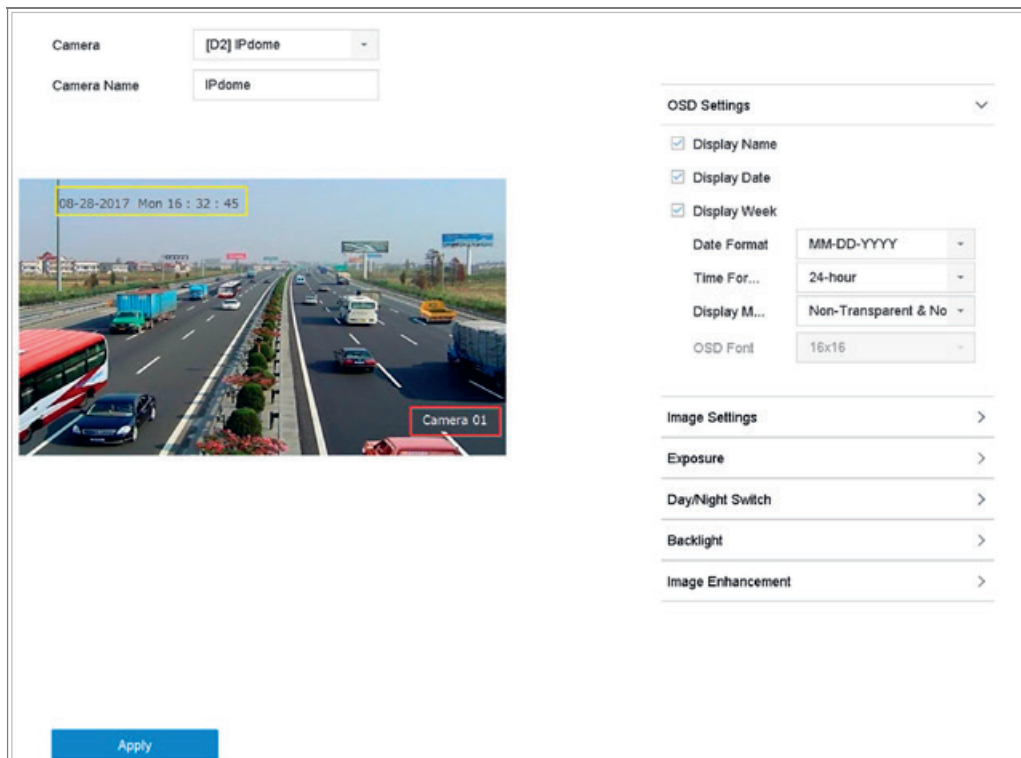 Camera
[D2] IPdome
Camera Name
IPdome
08-28-2017 Mon 16 : 32 : 45
Camera 01
OSD Settings
Display Name
Display Date
Display Week
Date Format
MM-DD-YYYY
Time For...
24-hour
Display M...
Non-Transparent & No
OSD Font
16x16
Image Settings
Exposure
Day/Night Switch
Backlight
Image Enhancement
Apply